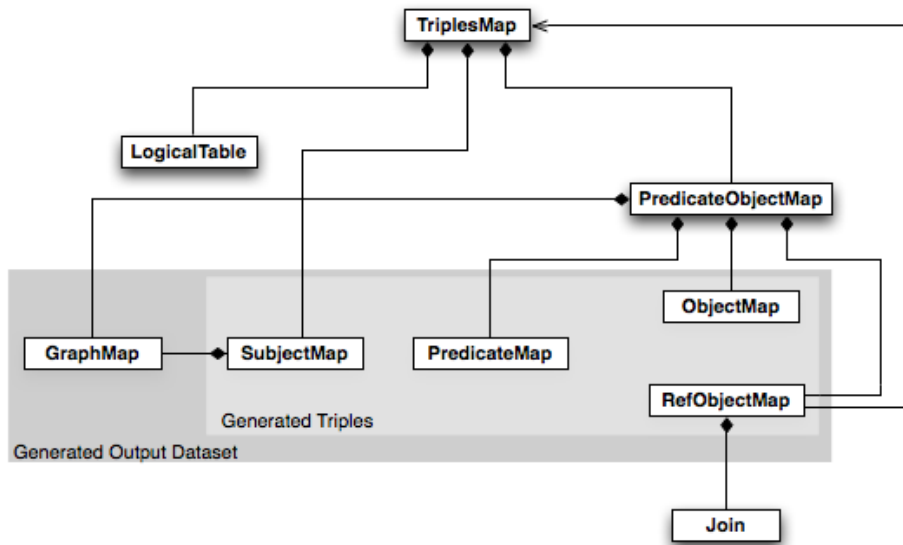 TriplesMap
LogicalTable
PredicateObjectMap
ObjectMap
GraphMap
SubjectMap
PredicateMap
RefObjectMap
Generated Triples
Generated Output Dataset
Join